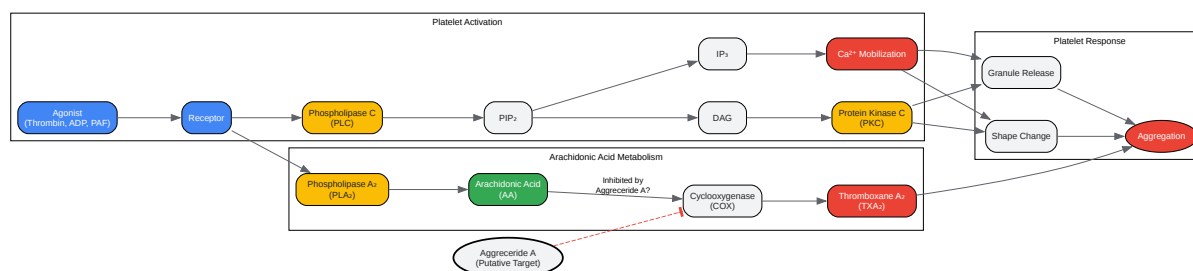 Platelet Activation
Agonist
(Thrombin, ADP, PAF)
Receptor
Phospholipase C
(PLC)
PIP₂
IP₃
DAG
Ca²⁺ Mobilization
Protein Kinase C
(PKC)
Platelet Response
Granule Release
Shape Change
Aggregation
Arachidonic Acid Metabolism
Phospholipase A₂
(PLA₂)
Arachidonic Acid
(AA)
Inhibited by
Aggreceride A?
Cyclooxygenase
(COX)
Thromboxane A₂
(TXA₂)
Aggreceride A
(Putative Target)